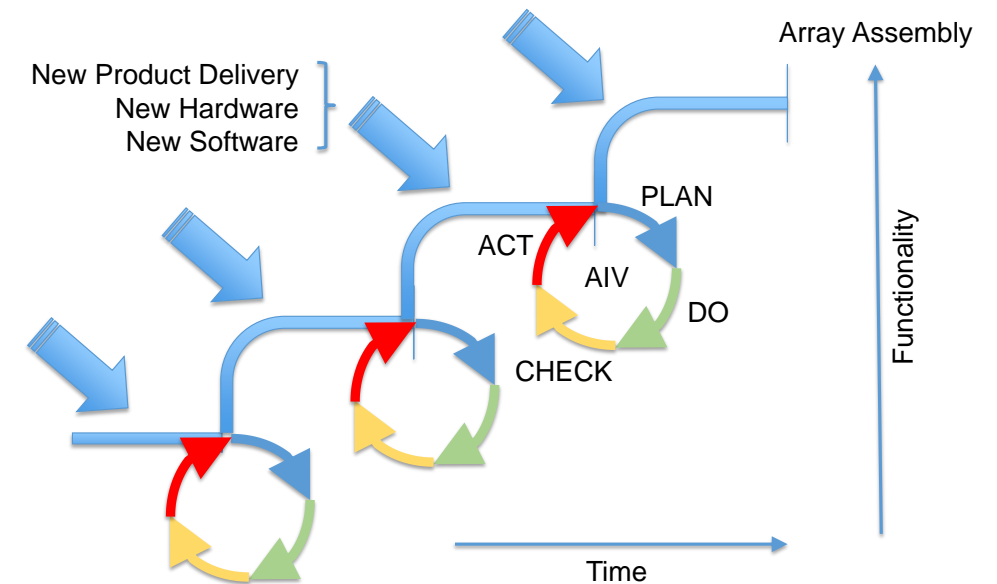 Array Assembly
New Product Delivery
New Hardware
New Software
PLAN
ACT
AIV
DO
CHECK
Functionality
Time